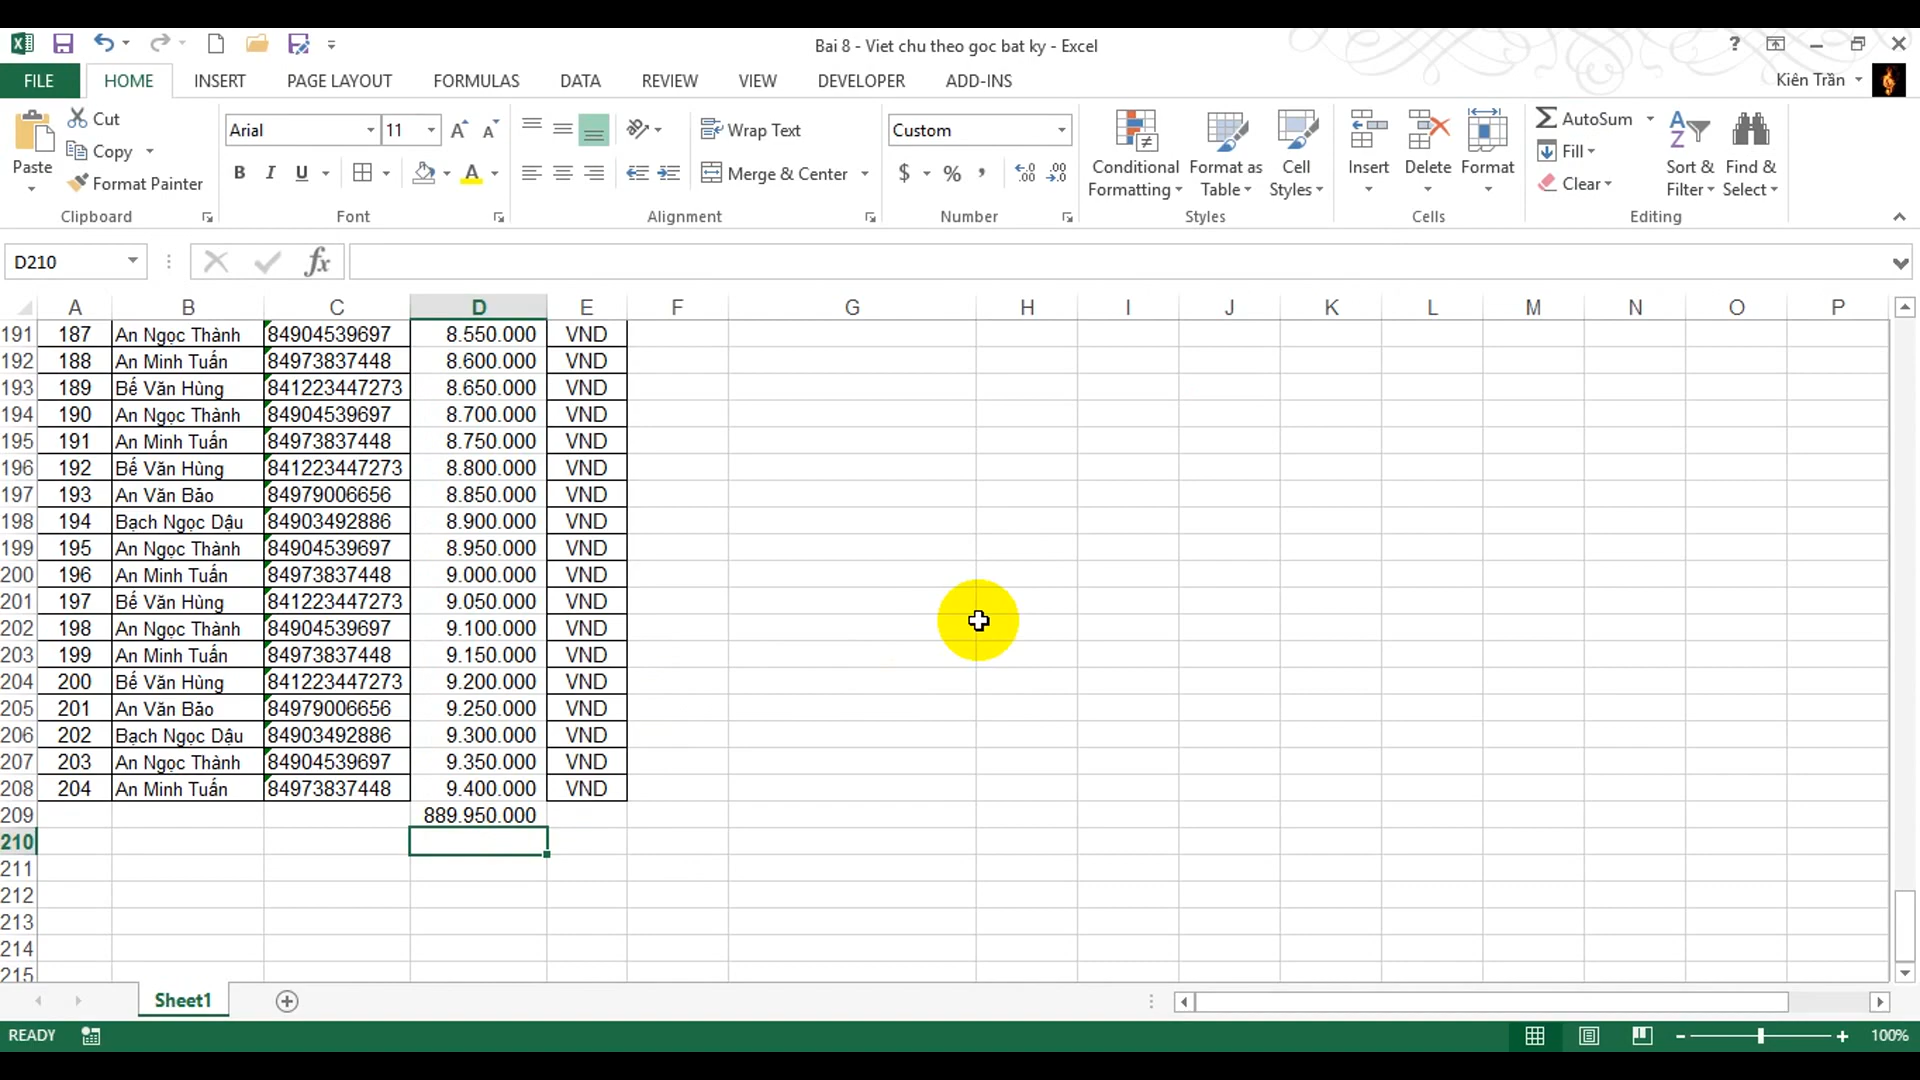 Bai 8 - Viet chu theo goc bat ky - Excel
?
FILE HOME INSERT PAGE LAYOUT FORMULAS DATA REVIEW VIEW DEVELOPER ADD-INS Kiên Trần
Paste Cut Copy Format Painter Clipboard
Arial 11 A A B I U A Font
Wrap Text Merge & Center Alignment
Custom $ % , Number
Conditional Formatting Format as Table Cell Styles Styles
Insert Delete Format Cells
AutoSum Fill Clear Sort & Filter Find & Select Editing
D210 fx
A B C D E F G H I J K L M N O P
191 187 An Ngọc Thành 84904539697 8.550.000 VND
192 188 An Minh Tuấn 84973837448 8.600.000 VND
193 189 Bế Văn Hùng 841223447273 8.650.000 VND
194 190 An Ngọc Thành 84904539697 8.700.000 VND
195 191 An Minh Tuấn 84973837448 8.750.000 VND
196 192 Bế Văn Hùng 841223447273 8.800.000 VND
197 193 An Văn Bảo 84979006656 8.850.000 VND
198 194 Bạch Ngọc Dậu 84903492886 8.900.000 VND
199 195 An Ngọc Thành 84904539697 8.950.000 VND
200 196 An Minh Tuấn 84973837448 9.000.000 VND
201 197 Bế Văn Hùng 841223447273 9.050.000 VND
202 198 An Ngọc Thành 84904539697 9.100.000 VND
203 199 An Minh Tuấn 84973837448 9.150.000 VND
204 200 Bế Văn Hùng 841223447273 9.200.000 VND
205 201 An Văn Bảo 84979006656 9.250.000 VND
206 202 Bạch Ngọc Dậu 84903492886 9.300.000 VND
207 203 An Ngọc Thành 84904539697 9.350.000 VND
208 204 An Minh Tuấn 84973837448 9.400.000 VND
209 889.950.000
210
211
212
213
214
215
Sheet1
READY 100%